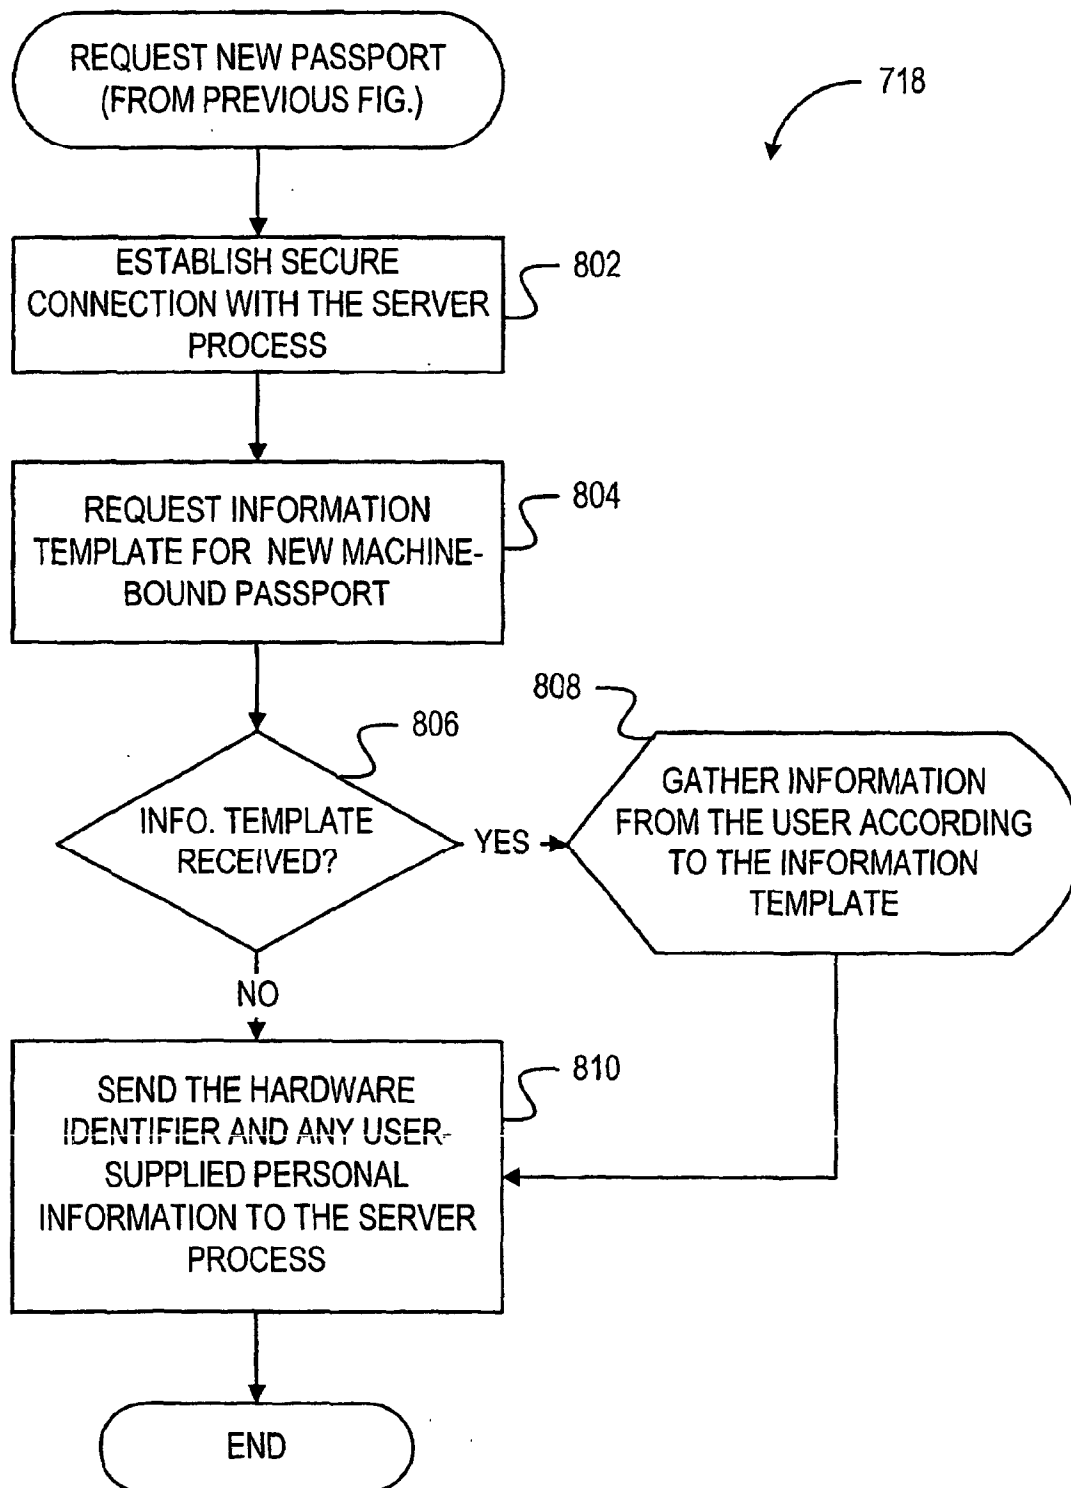 REQUEST NEW PASSPORT
(FROM PREVIOUS FIG.)
718
ESTABLISH SECURE
CONNECTION WITH THE SERVER
PROCESS
802
REQUEST INFORMATION
TEMPLATE FOR NEW MACHINE-
BOUND PASSPORT
804
INFO. TEMPLATE
RECEIVED?
806
YES
808
GATHER INFORMATION
FROM THE USER ACCORDING
TO THE INFORMATION
TEMPLATE
NO
SEND THE HARDWARE
IDENTIFIER AND ANY USER-
SUPPLIED PERSONAL
INFORMATION TO THE SERVER
PROCESS
810
END